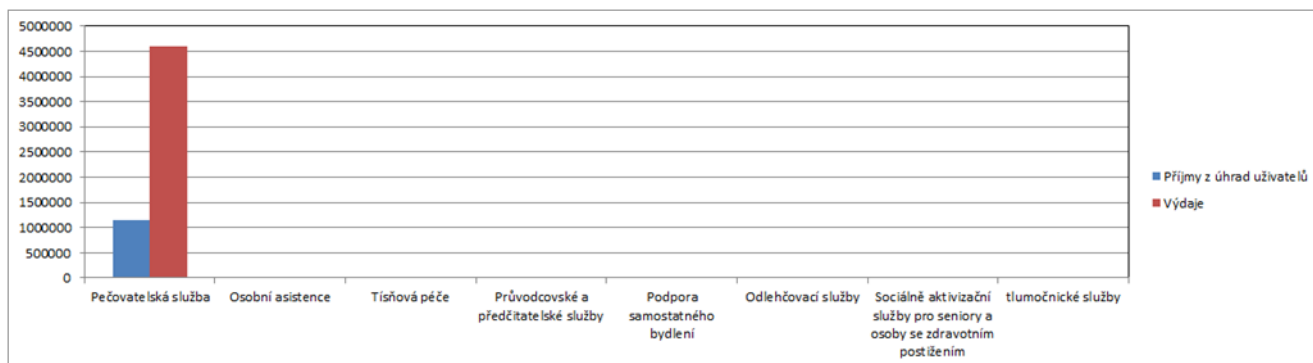 5000000
4500000
4000000
3500000
3000000
2500000
2000000
1500000
1000000
500000
0
Pečovatelská služba
Osobní asistence
Tísňová péče
Průvodcovské a
předčitatelské služby
Podpora
samostatného
bydlení
Odlehčovací služby
Sociálně aktivizační
služby pro seniory a
osoby se zdravotním
postižením
tlumočnické služby
Příjmy z úhrad uživatelů
Výdaje